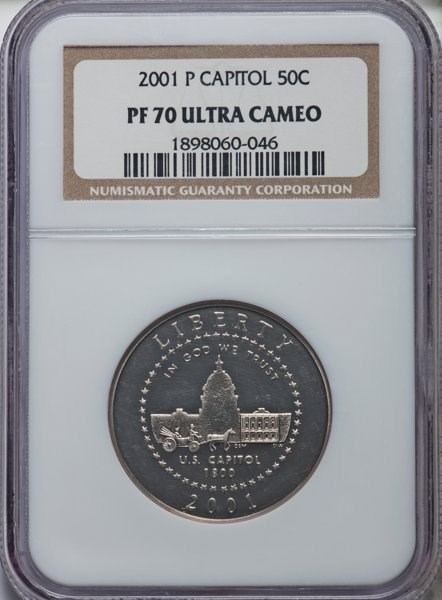 2001 P CAPITOL 50C
PF 70 ULTRA CAMEO
1898060-046
NUMISMATIC GUARANTY CORPORATION
LIBERTY
IN GOD WE TRUST
U.S. CAPITOL
1800
2001